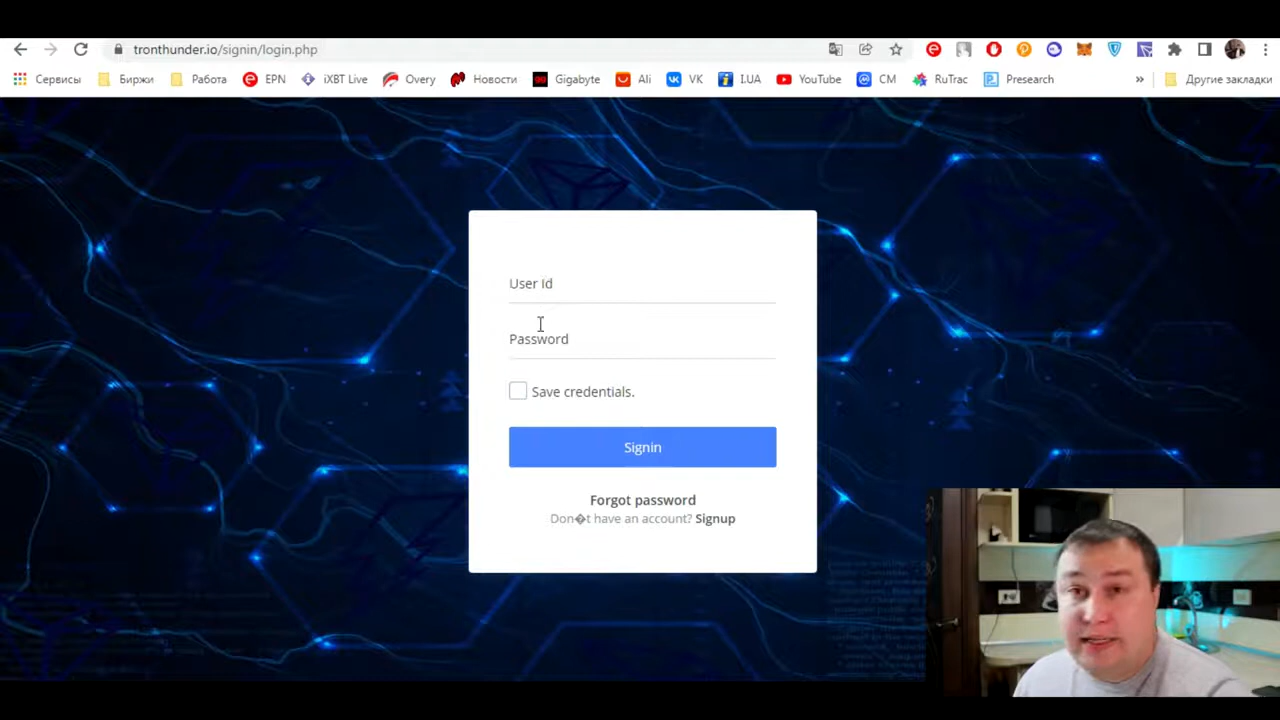 tronthunder.io/signin/login.php
Сервисы Биржи Работа EPN iXBT Live Overy Новости Gigabyte Ali VK I.UA YouTube CM RuTrac Presearch » Другие закладки
User Id
Password
Save credentials.
Signin
Forgot password
Don�t have an account? Signup